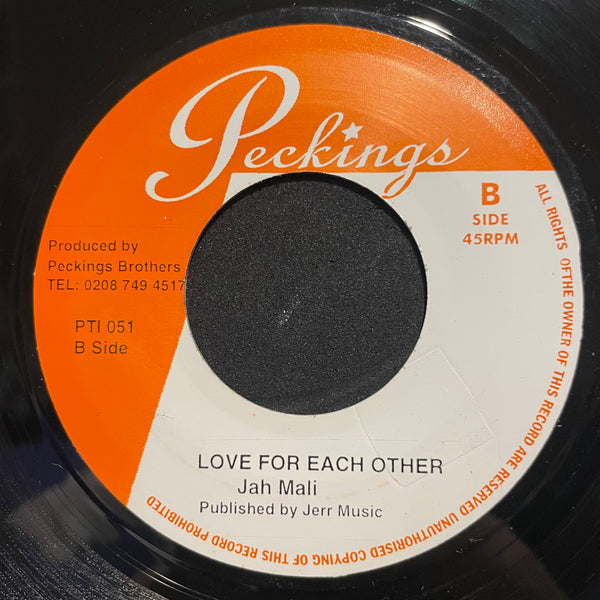 Peckings
B
SIDE
45RPM
Produced by
Peckings Brothers
TEL: 0208 749 4517
PTI 051
B Side
LOVE FOR EACH OTHER
Jah Mali
Published by Jerr Music
ALL RIGHTS OFTHE OWNER OF THIS RECORD ARE RESERVED UNAUTHORISED COPYING OF THIS RECORD PROHIBITED